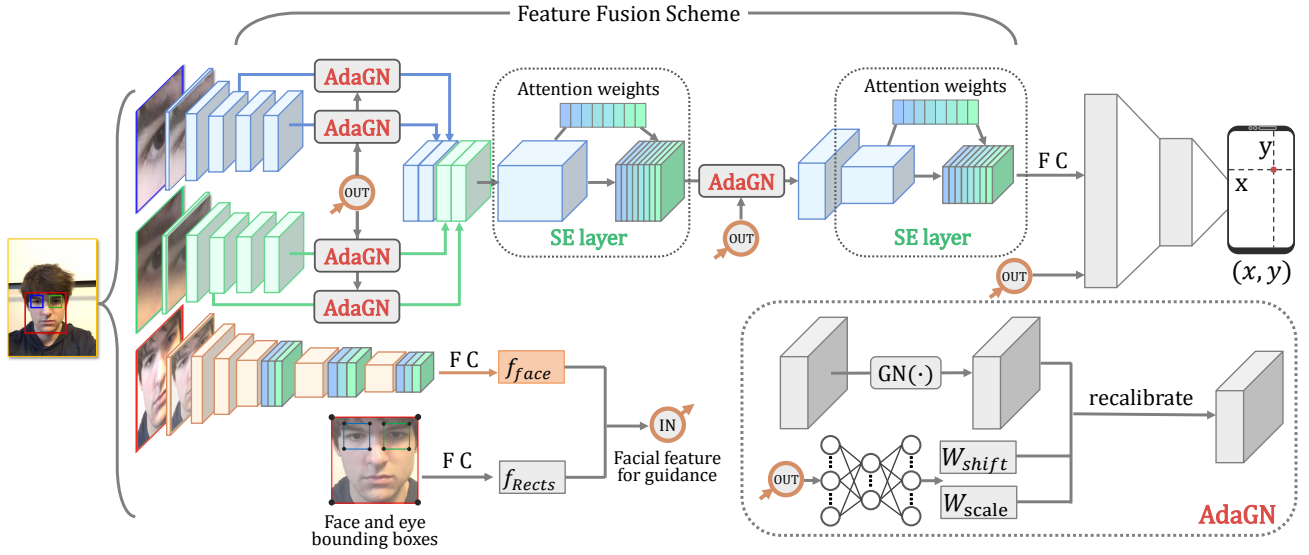 Feature Fusion Scheme
AdaGN
AdaGN
OUT
AdaGN
AdaGN
Attention weights
SE layer
AdaGN
OUT
Attention weights
SE layer
F C
OUT
y
x
(x, y)
F C
f_face
F C
f_Rects
IN
Facial feature
for guidance
Face and eye
bounding boxes
GN(·)
recalibrate
OUT
W_shift
W_scale
AdaGN